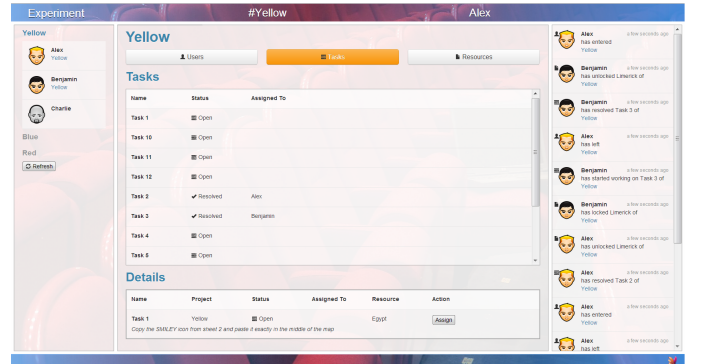 Experiment #Yellow Alex
Yellow
Alex
Yellow
Benjamin
Yellow
Charlie
Blue
Red
Refresh
Yellow
Users Tasks Resources
Tasks
Name Status Assigned To
Task 1 Open
Task 10 Open
Task 11 Open
Task 12 Open
Task 2 Resolved Alex
Task 3 Resolved Benjamin
Task 4 Open
Task 5 Open
Details
Name Project Status Assigned To Resource Action
Task 1 Yellow Open Egypt Assign
Copy the SMILEY icon from sheet 2 and paste it exactly in the middle of the map
Alex a few seconds ago
has entered
Yellow
Benjamin a few seconds ago
has unlocked Limerick of
Yellow
Benjamin a few seconds ago
has resolved Task 3 of
Yellow
Alex a few seconds ago
has left
Yellow
Benjamin a few seconds ago
has started working on Task 3 of
Yellow
Benjamin a few seconds ago
has locked Limerick of
Yellow
Alex a few seconds ago
has unlocked Limerick of
Yellow
Alex a few seconds ago
has resolved Task 2 of
Yellow
Alex a few seconds ago
has entered
Yellow
Alex a few seconds ago
has left